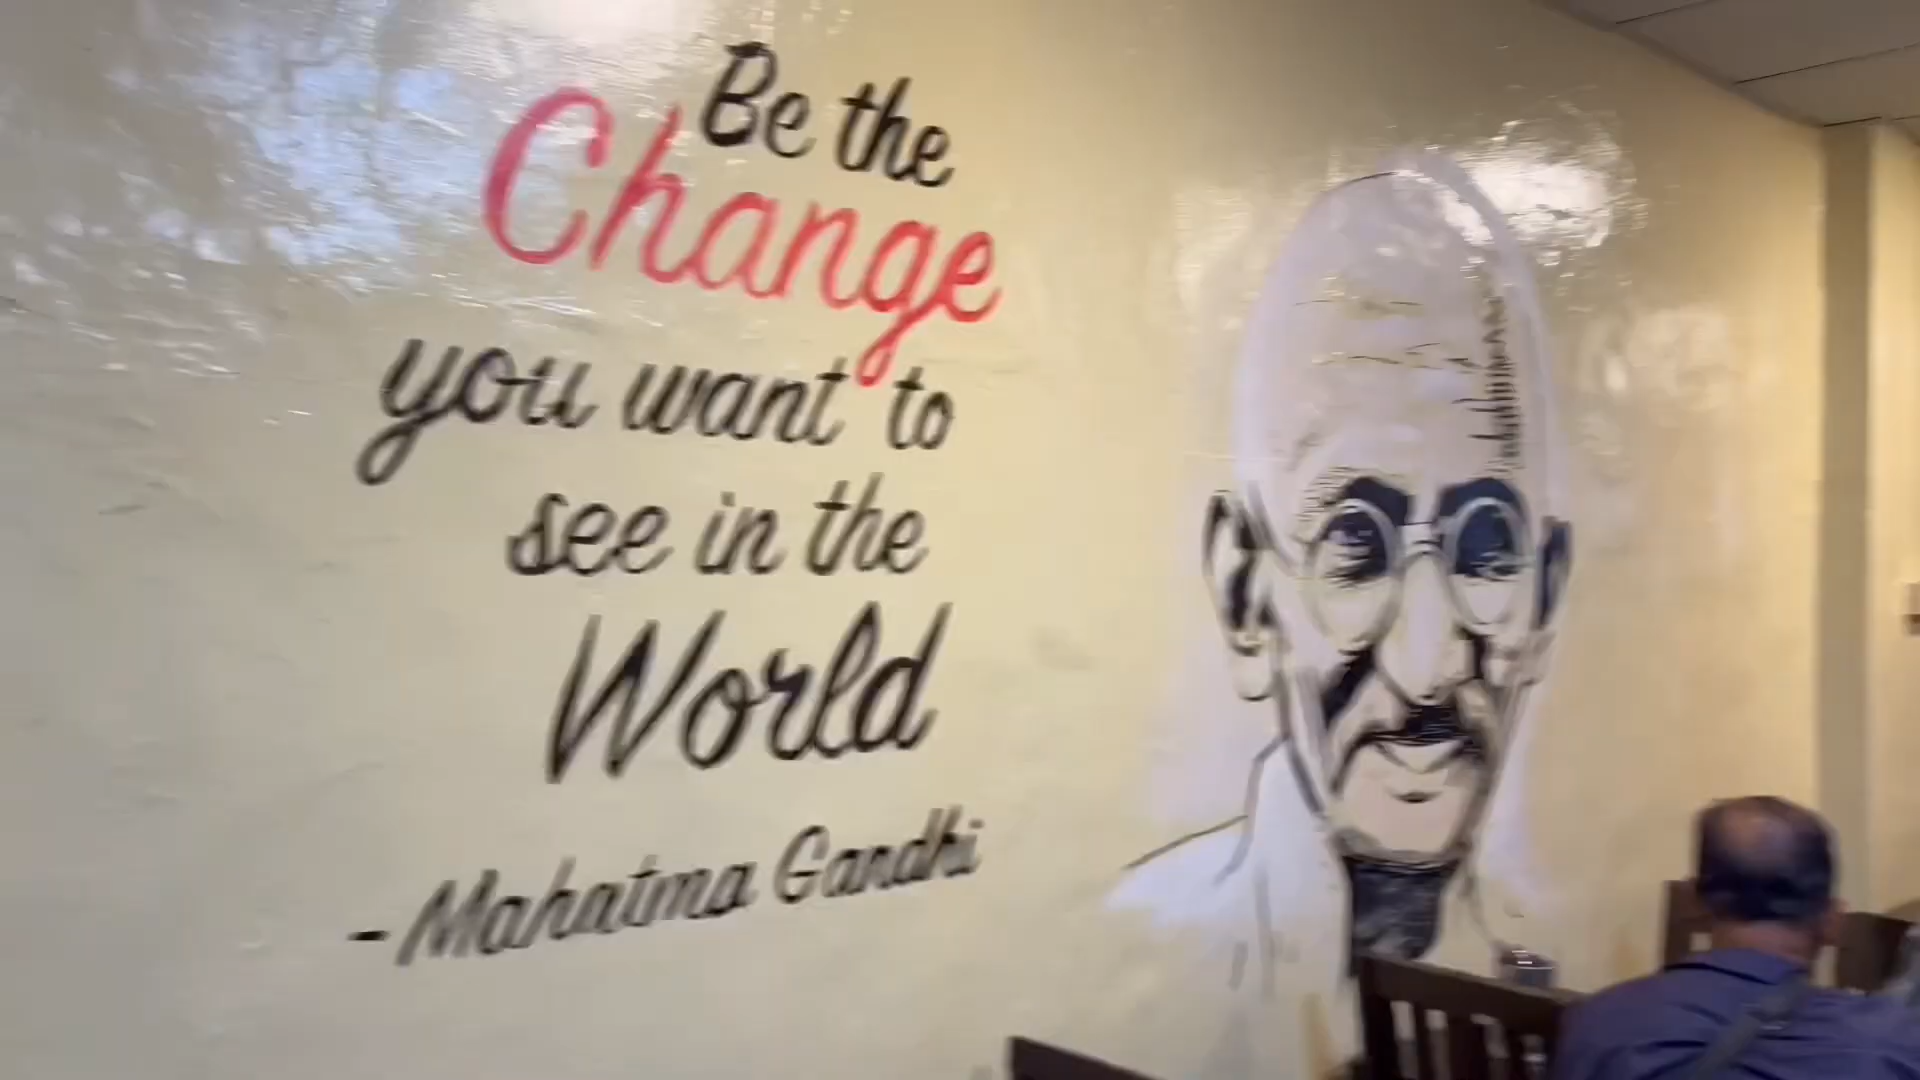 Be the
Change
you want to
see in the
World
- Mahatma Gandhi